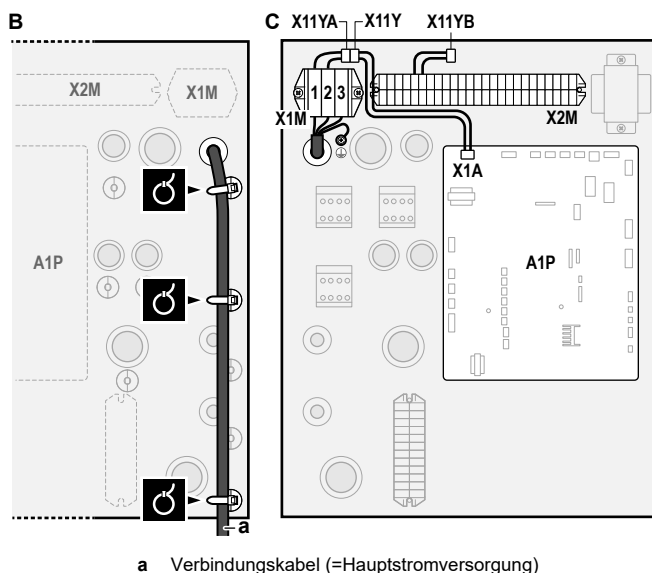 B
X2M
X1M
A1P
a
C
X11YA X11Y X11YB
1 2 3
X1M
X2M
X1A
A1P
a Verbindungskabel (=Hauptstromversorgung)